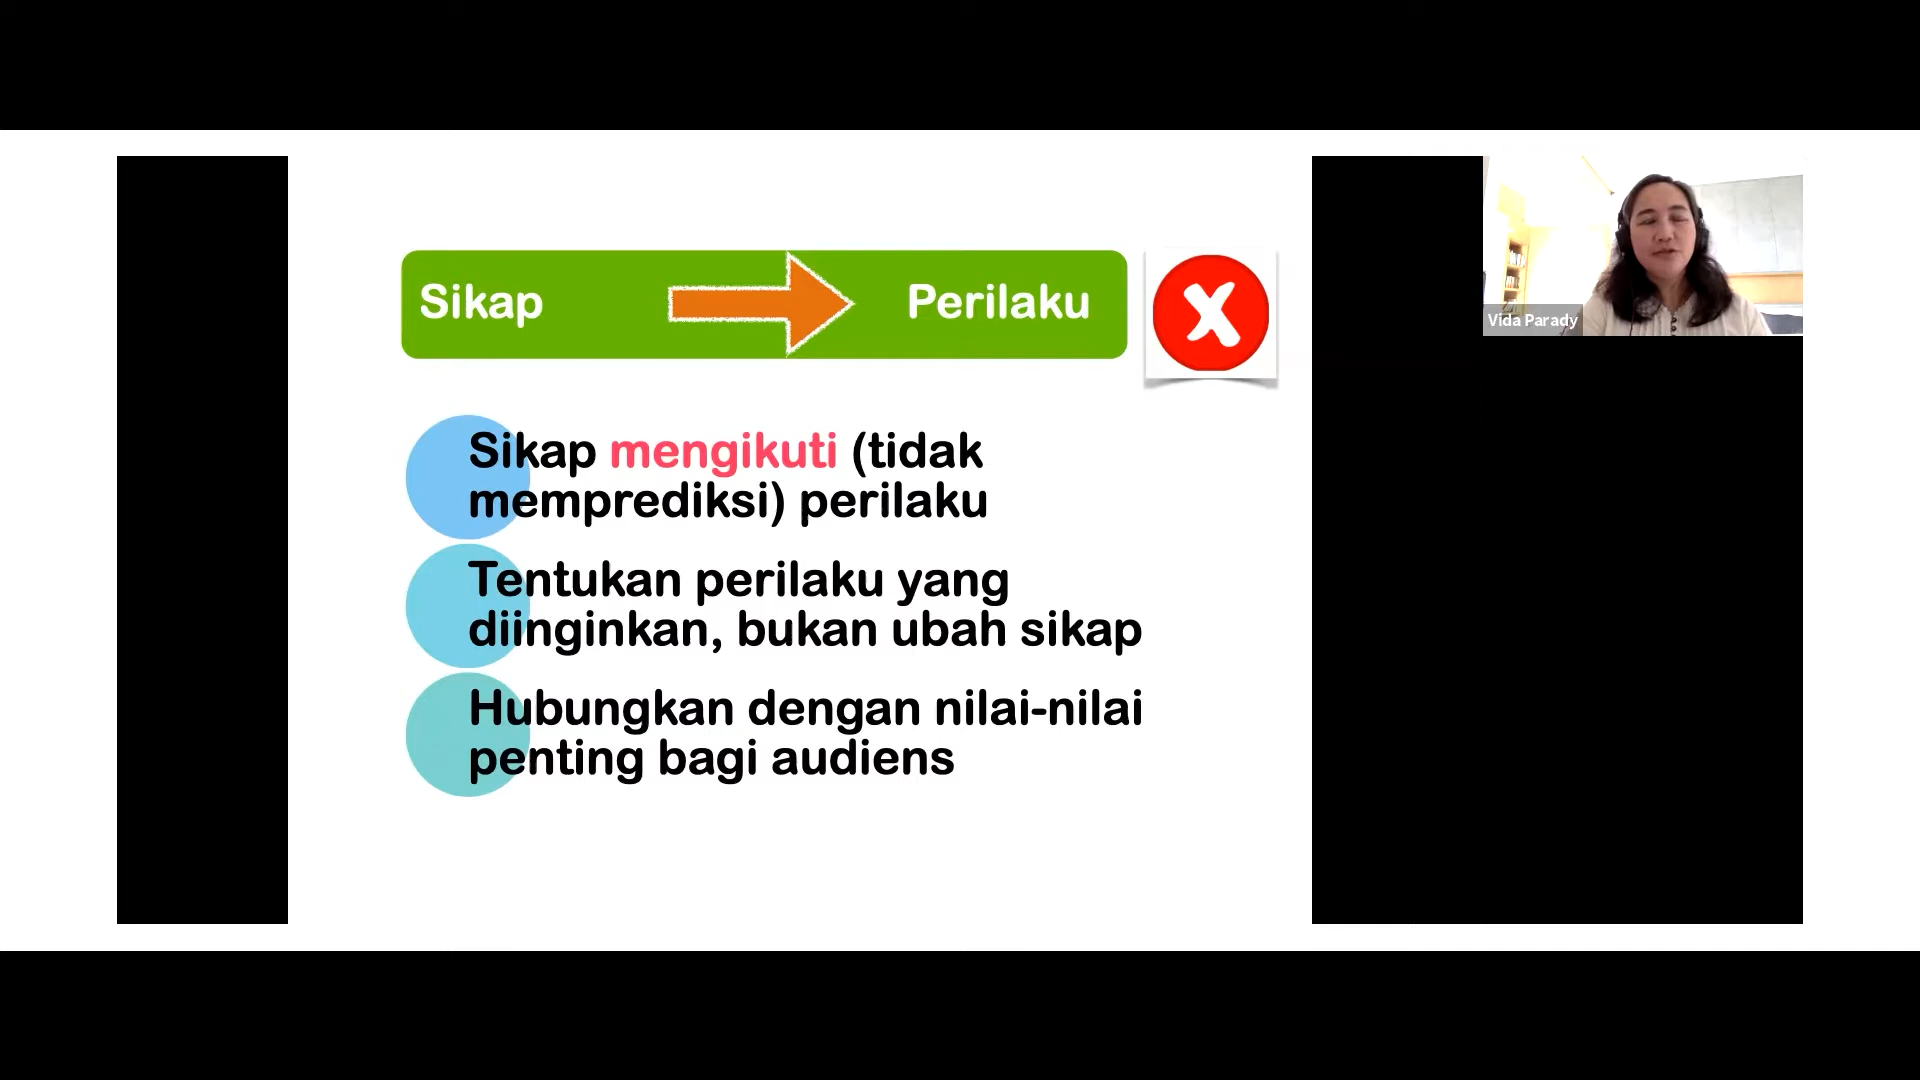 Sikap
Perilaku
Vida Parady
Sikap mengikuti (tidak
memprediksi) perilaku
Tentukan perilaku yang
diinginkan, bukan ubah sikap
Hubungkan dengan nilai-nilai
penting bagi audiens